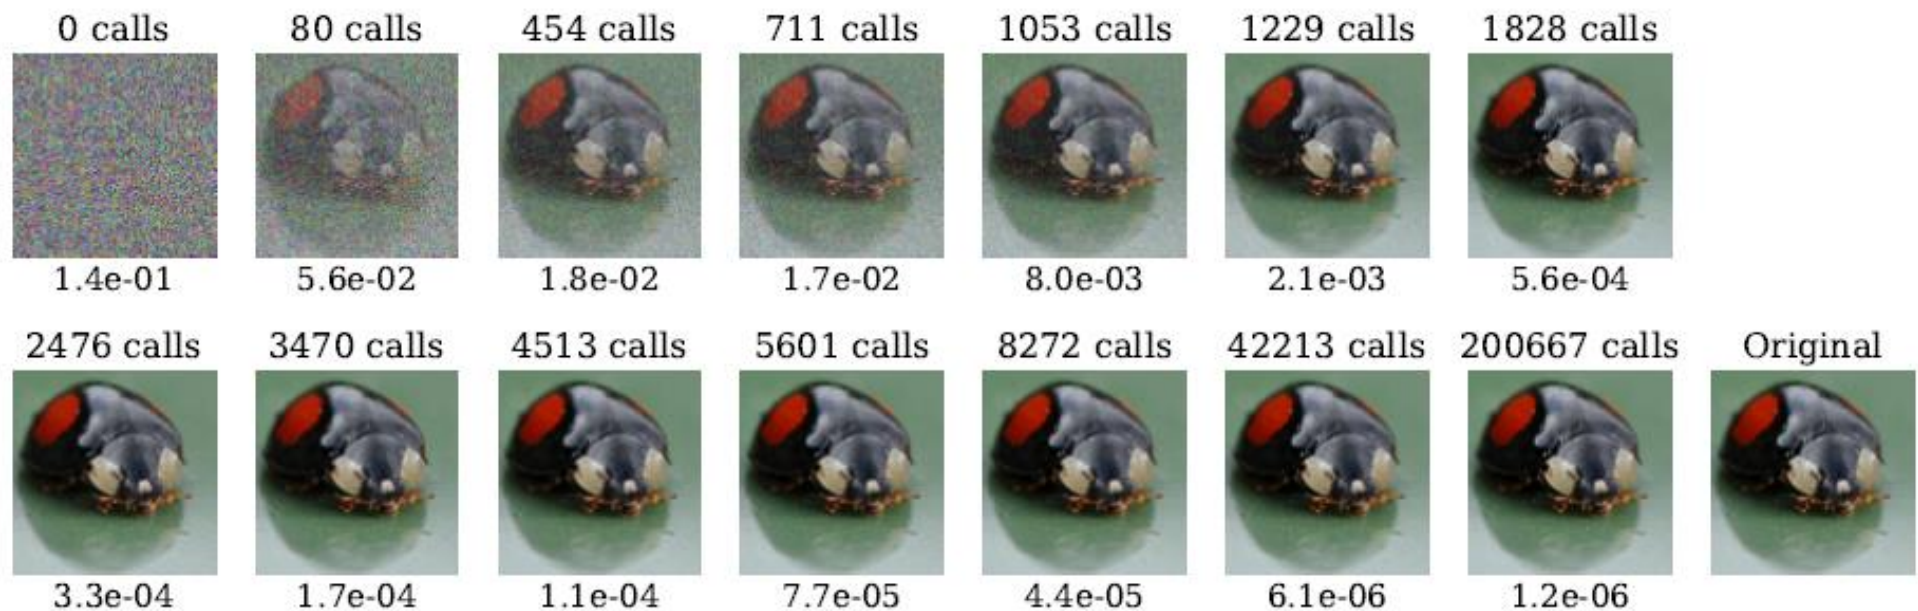 0 calls 80 calls 454 calls 711 calls 1053 calls 1229 calls 1828 calls
1.4e-01 5.6e-02 1.8e-02 1.7e-02 8.0e-03 2.1e-03 5.6e-04
2476 calls 3470 calls 4513 calls 5601 calls 8272 calls 42213 calls 200667 calls Original
3.3e-04 1.7e-04 1.1e-04 7.7e-05 4.4e-05 6.1e-06 1.2e-06